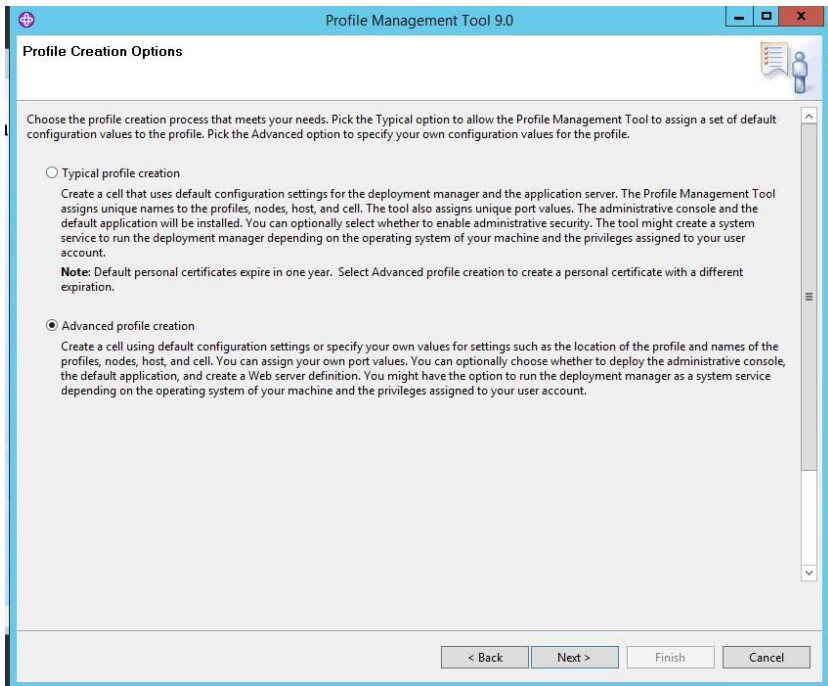 Profile Management Tool 9.0
Profile Creation Options
Choose the profile creation process that meets your needs. Pick the Typical option to allow the Profile Management Tool to assign a set of default
configuration values to the profile. Pick the Advanced option to specify your own configuration values for the profile.
Typical profile creation
Create a cell that uses default configuration settings for the deployment manager and the application server. The Profile Management Tool
assigns unique names to the profiles, nodes, host, and cell. The tool also assigns unique port values. The administrative console and the
default application will be installed. You can optionally select whether to enable administrative security. The tool might create a system
service to run the deployment manager depending on the operating system of your machine and the privileges assigned to your user
account.
Note: Default personal certificates expire in one year. Select Advanced profile creation to create a personal certificate with a different
expiration.
Advanced profile creation
Create a cell using default configuration settings or specify your own values for settings such as the location of the profile and names of the
profiles, nodes, host, and cell. You can assign your own port values. You can optionally choose whether to deploy the administrative console,
the default application, and create a Web server definition. You might have the option to run the deployment manager as a system service
depending on the operating system of your machine and the privileges assigned to your user account.
< Back Next > Finish Cancel